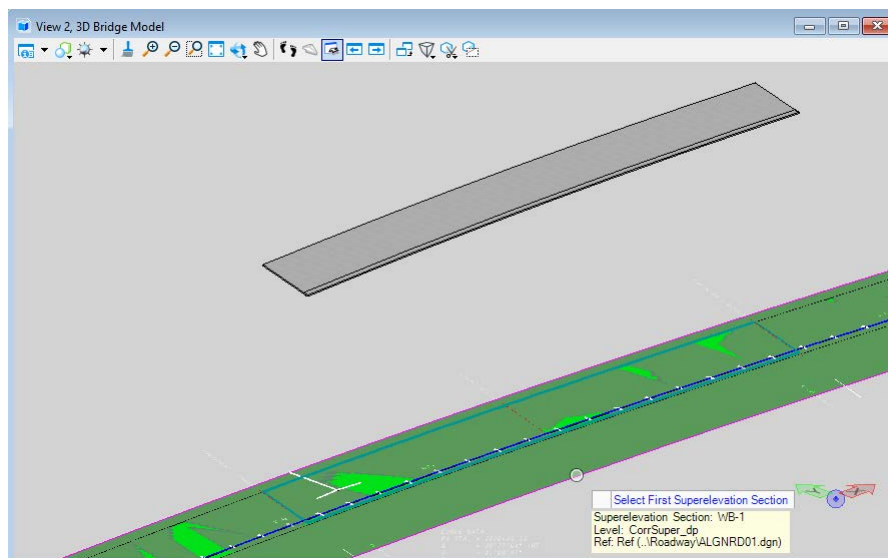 View 2, 3D Bridge Model
Select First Superelevation Section
Superelevation Section: WB-1
Level: CorrSuper_dp
Ref: Ref (..\Roadway\ALGNRD01.dgn)